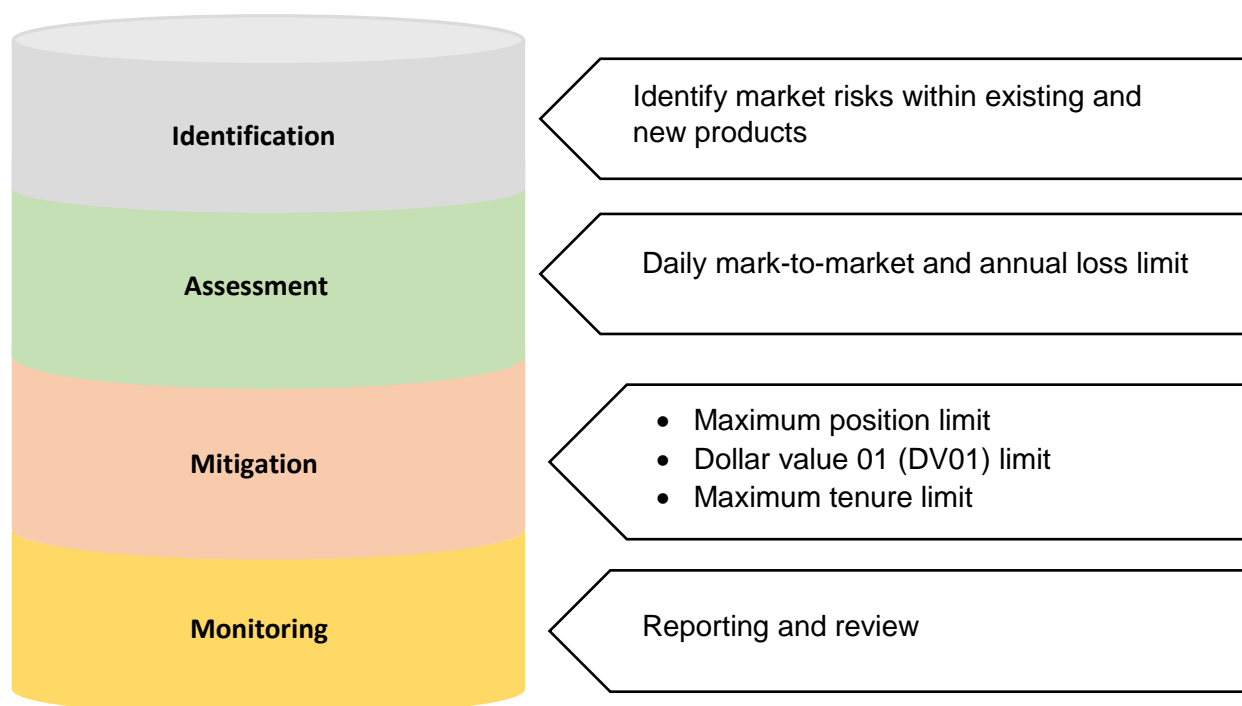 Identification
Identify market risks within existing and
new products
Assessment
Daily mark-to-market and annual loss limit
Mitigation
• Maximum position limit
• Dollar value 01 (DV01) limit
• Maximum tenure limit
Monitoring
Reporting and review